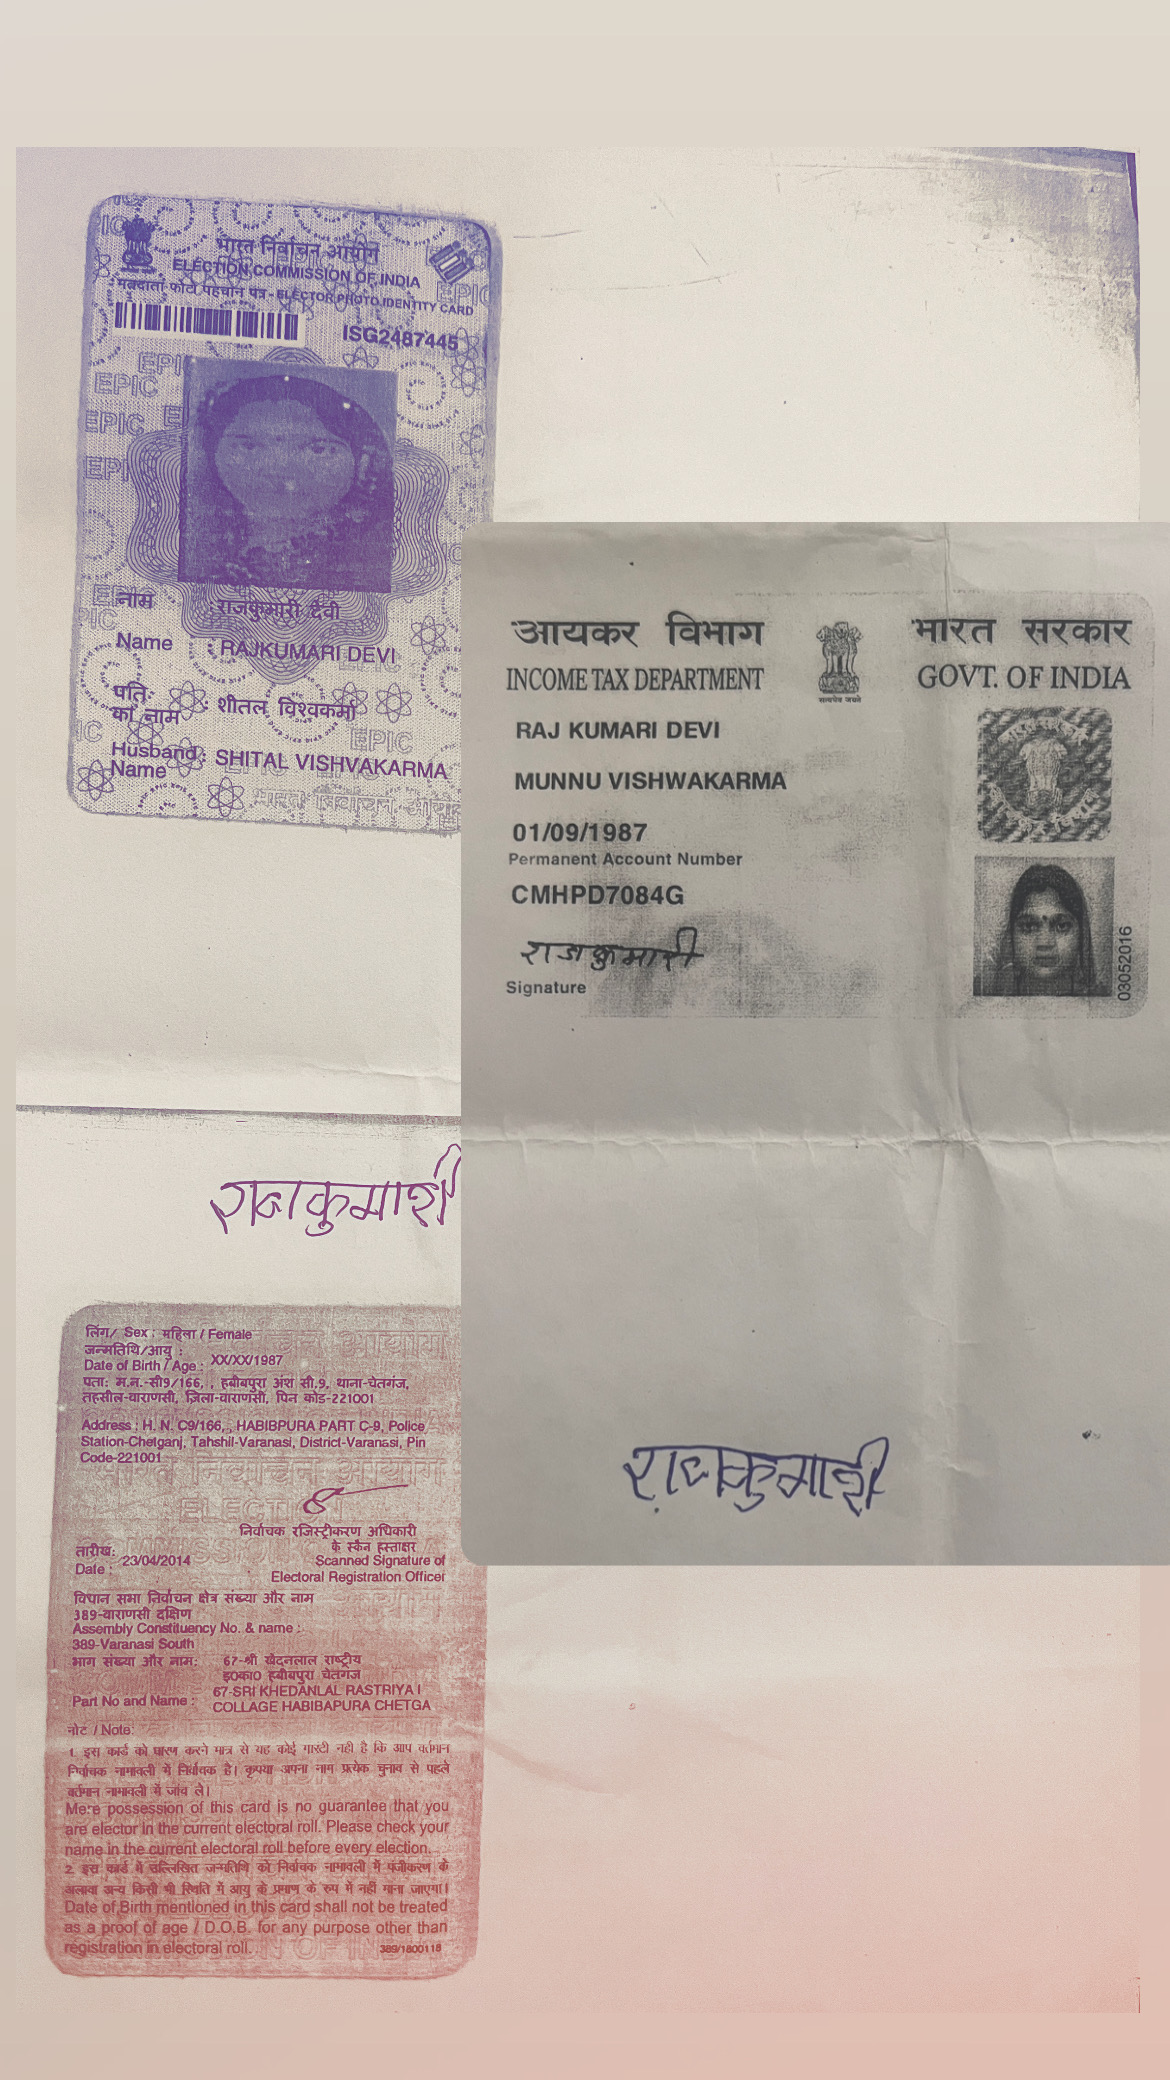 भारत निर्वाचन आयोग
ELECTION COMMISSION OF INDIA
मतदाता फोटो पहचान पत्र - ELECTOR PHOTO IDENTITY CARD
ISG2487445
नाम : राजकुमारी देवी
Name : RAJKUMARI DEVI
पति का नाम : शीतल विश्वकर्मा
Husband Name : SHITAL VISHVAKARMA
आयकर विभाग भारत सरकार
INCOME TAX DEPARTMENT GOVT. OF INDIA
सत्यमेव जयते
RAJ KUMARI DEVI
MUNNU VISHWAKARMA
01/09/1987
Permanent Account Number
CMHPD7084G
राजकुमारी
Signature
03052016
राजकुमारी
राजकुमारी
लिंग/ Sex : महिला / Female
जन्मतिथि/आयु :
Date of Birth / Age : XX/XX/1987
पता: म.न.-सी9/166, , हबीबपुरा अंश सी.9, थाना-चेतगंज,
तहसील-वाराणसी, ज़िला-वाराणसी, पिन कोड-221001
Address : H. N. C9/166, , HABIBPURA PART C-9, Police
Station-Chetganj, Tahshil-Varanasi, District-Varanasi, Pin
Code-221001
निर्वाचक रजिस्ट्रीकरण अधिकारी
के स्कैन हस्ताक्षर
तारीख:
Date : 23/04/2014
Scanned Signature of
Electoral Registration Officer
विधान सभा निर्वाचन क्षेत्र संख्या और नाम
389-वाराणसी दक्षिण
Assembly Constituency No. & name :
389-Varanasi South
भाग संख्या और नाम: 67-श्री खेदनलाल राष्ट्रीय
इ0का0 हबीबपुरा चेतगंज
Part No and Name : 67-SRI KHEDANLAL RASTRIYA I
COLLAGE HABIBAPURA CHETGA
नोट / Note:
1. इस कार्ड को धारण करने मात्र से यह कोई गारंटी नही है कि आप वर्तमान
निर्वाचक नामावली में निर्वाचक है। कृपया अपना नाम प्रत्येक चुनाव से पहले
वर्तमान नामावली में जांच ले।
Mere possession of this card is no guarantee that you
are elector in the current electoral roll. Please check your
name in the current electoral roll before every election.
2. इस कार्ड में उल्लिखित जन्मतिथि को निर्वाचक नामावली में पंजीकरण के
अलावा अन्य किसी भी स्थिति में आयु के प्रमाण के रुप में नहीं माना जाएगा।
Date of Birth mentioned in this card shall not be treated
as a proof of age / D.O.B. for any purpose other than
registration in electoral roll.
389/1800118